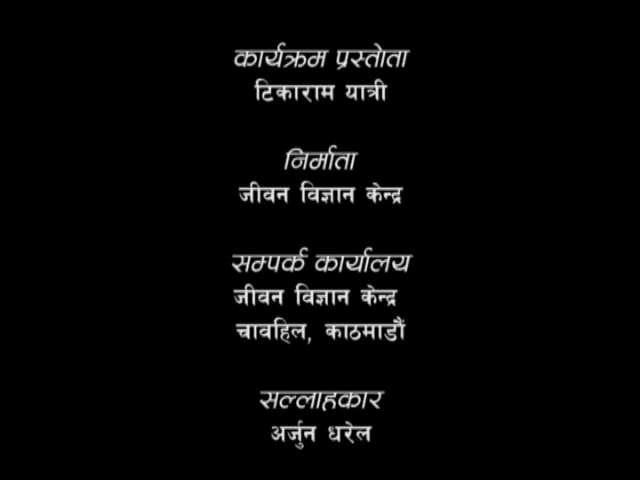 कार्यक्रम प्रस्तोता
टिकाराम यात्री
निर्माता
जीवन विज्ञान केन्द्र
सम्पर्क कार्यालय
जीवन विज्ञान केन्द्र
चावहिल, काठमाडौं
सल्लाहकार
अर्जुन धरेल